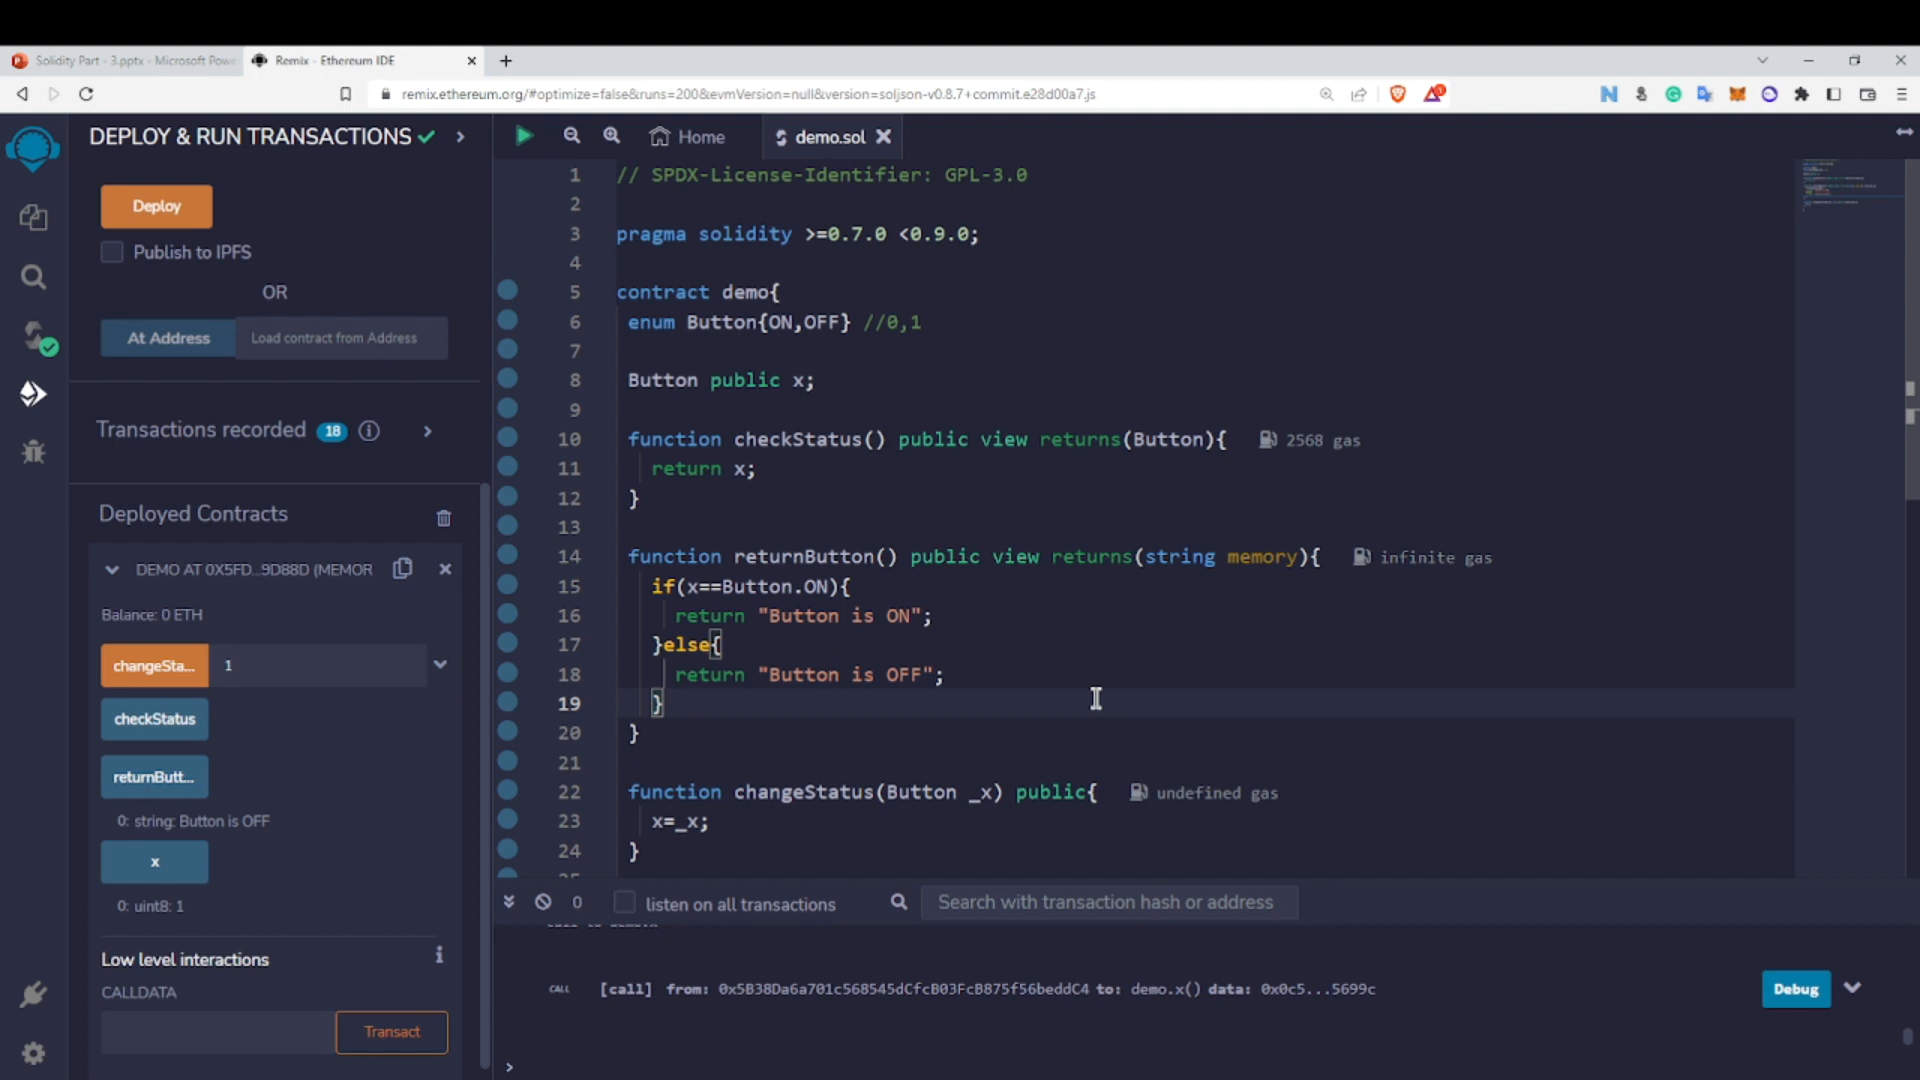 Solidity Part - 3.pptx - Microsoft Powe
Remix - Ethereum IDE
remix.ethereum.org/#optimize=false&runs=200&evmVersion=null&version=soljson-v0.8.7+commit.e28d00a7.js
DEPLOY & RUN TRANSACTIONS
Deploy
Publish to IPFS
OR
At Address
Load contract from Address
Transactions recorded 18
Deployed Contracts
DEMO AT 0X5FD...9D88D (MEMOR
Balance: 0 ETH
changeSta... 1
checkStatus
returnButt...
0: string: Button is OFF
x
0: uint8: 1
Low level interactions
CALLDATA
Transact
Home
demo.sol
1 // SPDX-License-Identifier: GPL-3.0
2
3 pragma solidity >=0.7.0 <0.9.0;
4
5 contract demo{
6 enum Button{ON,OFF} //0,1
7
8 Button public x;
9
10 function checkStatus() public view returns(Button){ 2568 gas
11 return x;
12 }
13
14 function returnButton() public view returns(string memory){ infinite gas
15 if(x==Button.ON){
16 return "Button is ON";
17 }else{
18 return "Button is OFF";
19 }
20 }
21
22 function changeStatus(Button _x) public{ undefined gas
23 x=_x;
24 }
0
listen on all transactions
Search with transaction hash or address
CALL [call] from: 0x5B38Da6a701c568545dCfcB03FcB875f56beddC4 to: demo.x() data: 0x0c5...5699c
Debug
>